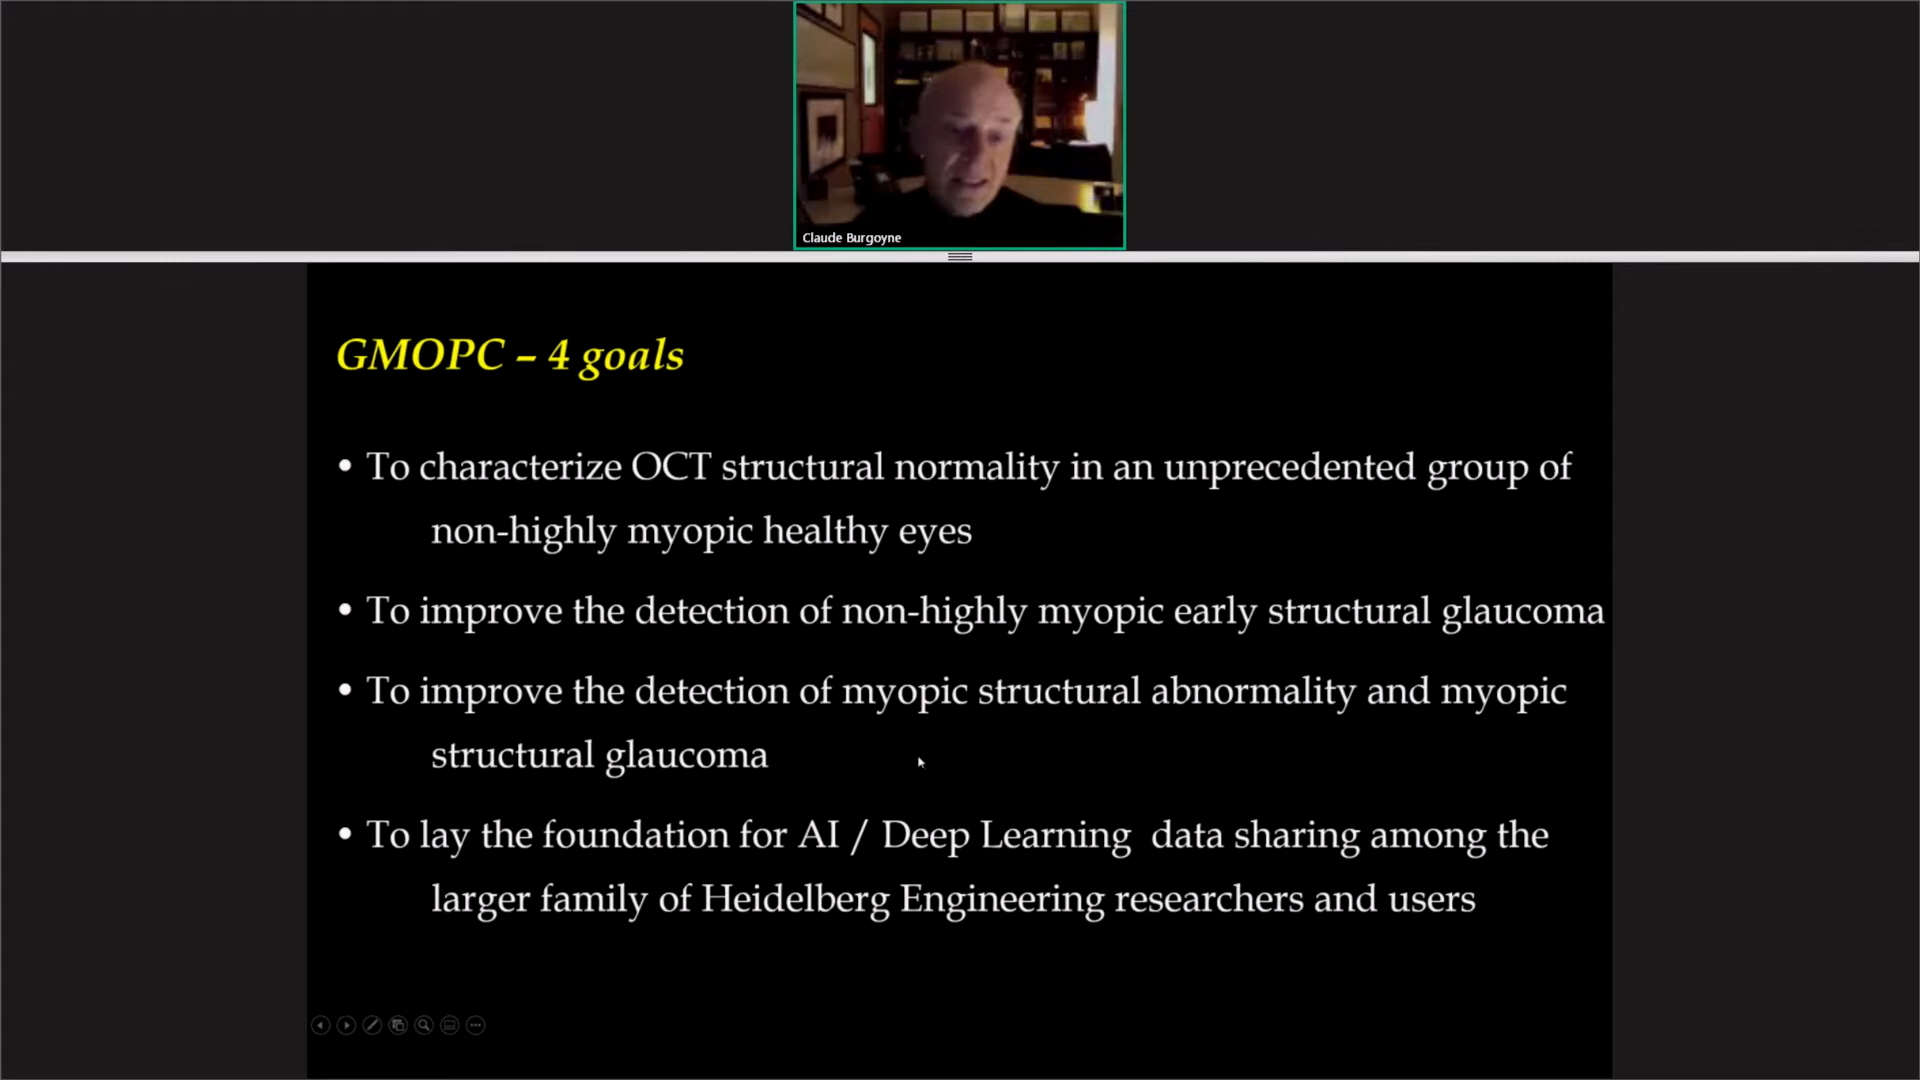 Claude Burgoyne
GMOPC – 4 goals
• To characterize OCT structural normality in an unprecedented group of
non-highly myopic healthy eyes
• To improve the detection of non-highly myopic early structural glaucoma
• To improve the detection of myopic structural abnormality and myopic
structural glaucoma
• To lay the foundation for AI / Deep Learning  data sharing among the
larger family of Heidelberg Engineering researchers and users